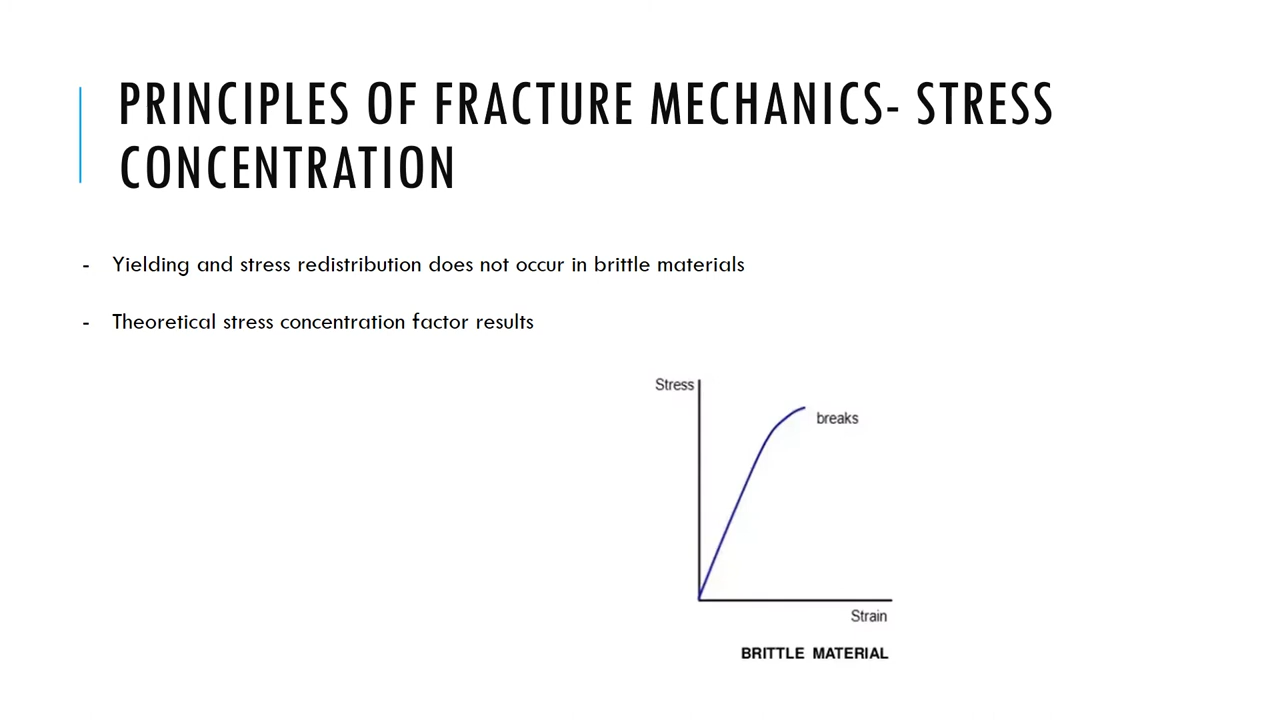 PRINCIPLES OF FRACTURE MECHANICS- STRESS
CONCENTRATION
- Yielding and stress redistribution does not occur in brittle materials
- Theoretical stress concentration factor results
Stress
breaks
Strain
BRITTLE MATERIAL